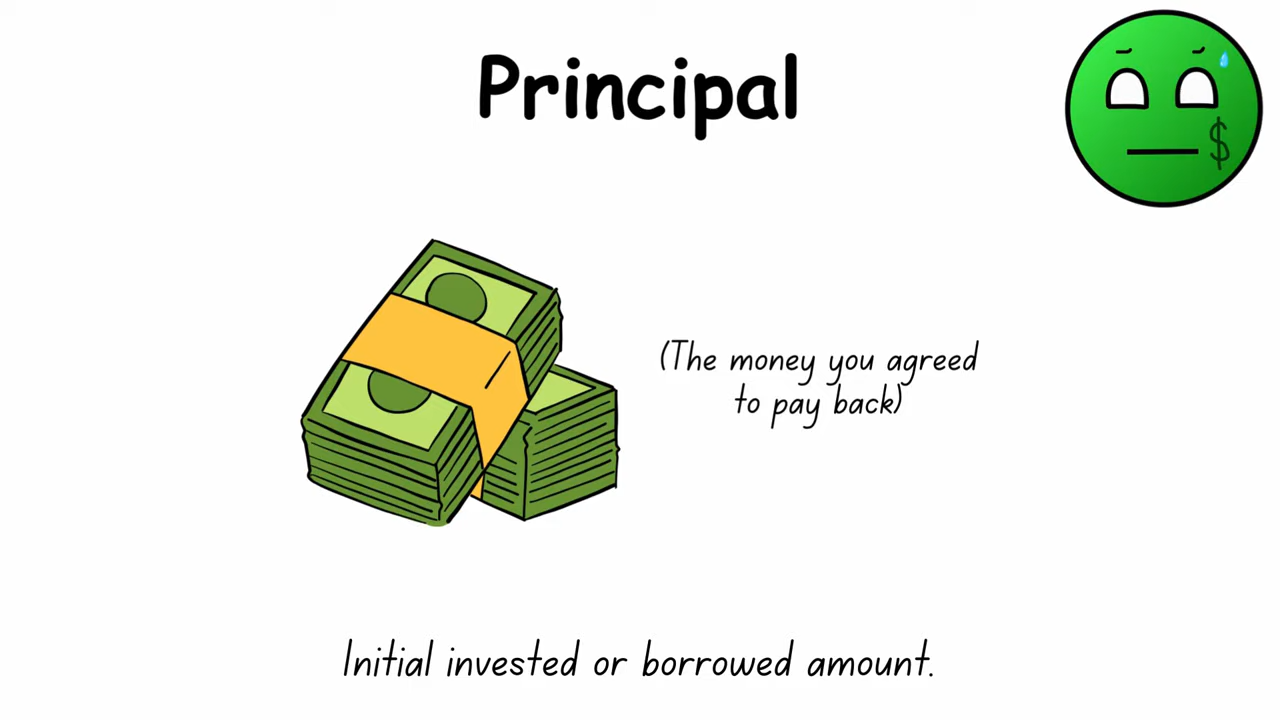 Principal
$
(The money you agreed
to pay back)
Initial invested or borrowed amount.